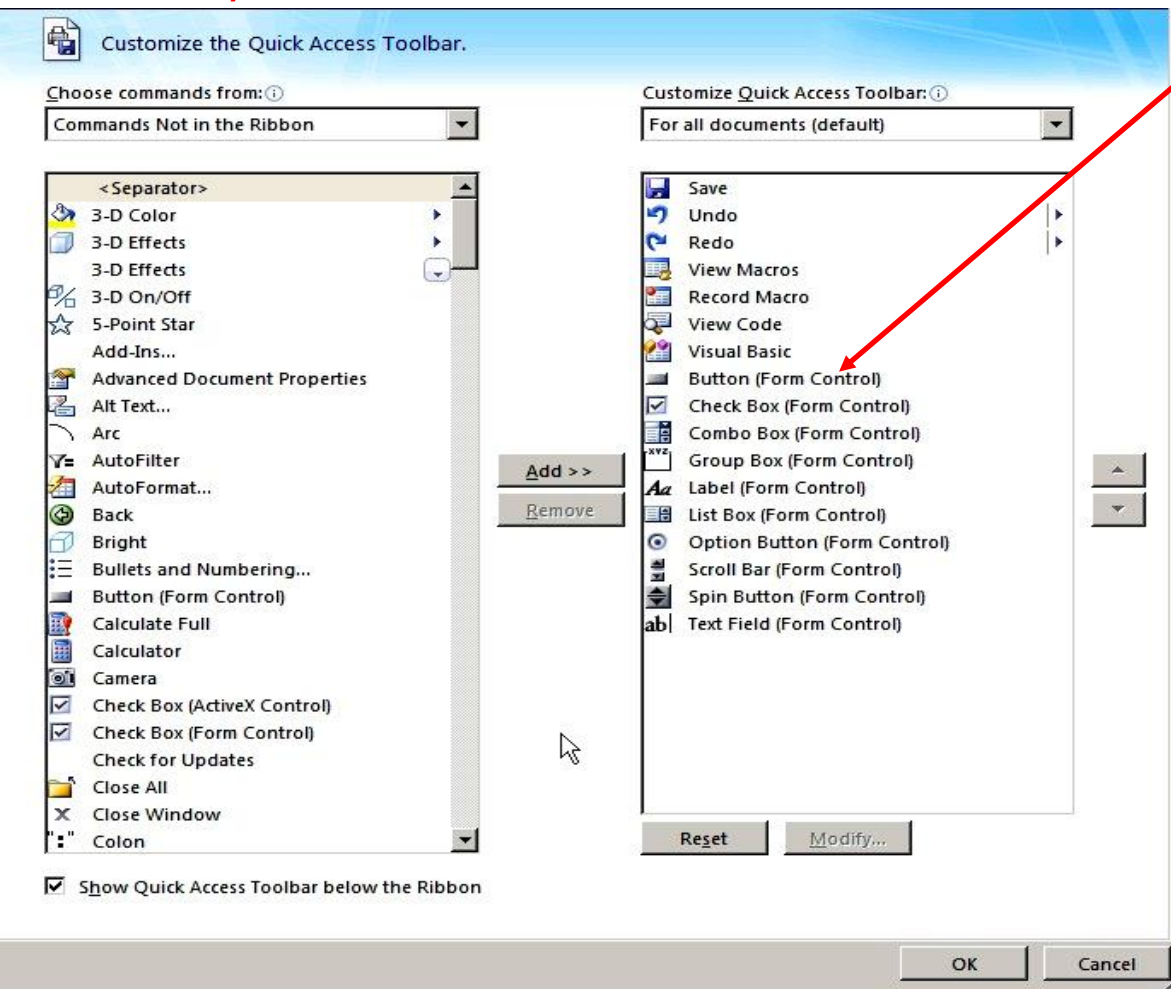 Customize the Quick Access Toolbar.
Choose commands from:
Customize Quick Access Toolbar:
Commands Not in the Ribbon
For all documents (default)
<Separator>
3-D Color
3-D Effects
3-D Effects
3-D On/Off
5-Point Star
Add-Ins...
Advanced Document Properties
Alt Text...
Arc
AutoFilter
AutoFormat...
Back
Bright
Bullets and Numbering...
Button (Form Control)
Calculate Full
Calculator
Camera
Check Box (ActiveX Control)
Check Box (Form Control)
Check for Updates
Close All
Close Window
":" Colon
Add >>
Remove
Save
Undo
Redo
View Macros
Record Macro
View Code
Visual Basic
Button (Form Control)
Check Box (Form Control)
Combo Box (Form Control)
XYZ Group Box (Form Control)
Aa Label (Form Control)
List Box (Form Control)
Option Button (Form Control)
Scroll Bar (Form Control)
Spin Button (Form Control)
ab| Text Field (Form Control)
Reset
Modify...
Show Quick Access Toolbar below the Ribbon
OK
Cancel